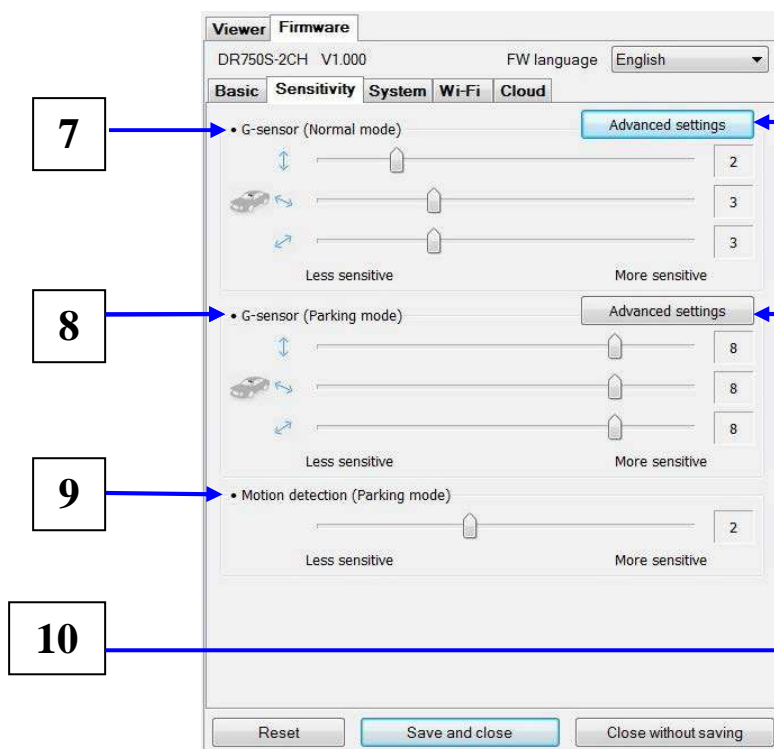 Viewer Firmware
DR750S-2CH V1.000 FW language English
Basic Sensitivity System Wi-Fi Cloud
7
• G-sensor (Normal mode) Advanced settings
2
3
3
Less sensitive More sensitive
8
• G-sensor (Parking mode) Advanced settings
8
8
8
Less sensitive More sensitive
9
• Motion detection (Parking mode)
2
Less sensitive More sensitive
10
Reset Save and close Close without saving